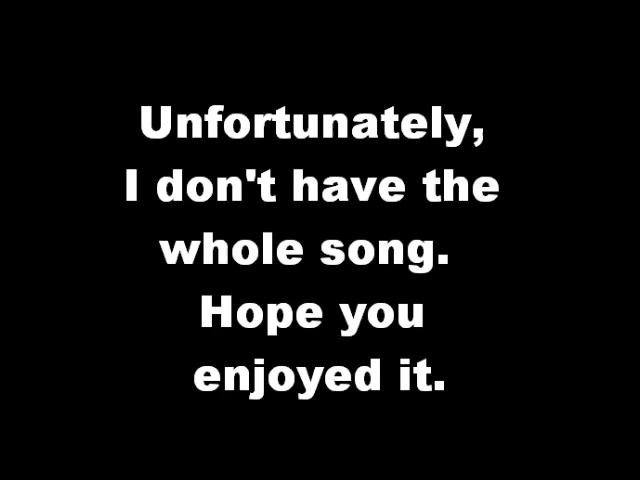 Unfortunately,
I don't have the
whole song.
Hope you
enjoyed it.